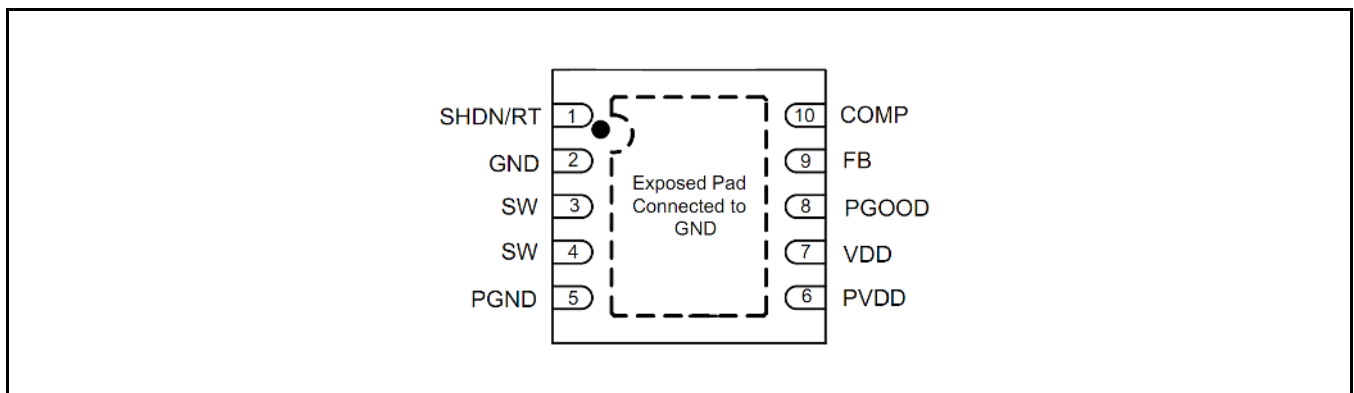 SHDN/RT 1
GND 2
SW 3
SW 4
PGND 5
Exposed Pad
Connected to
GND
10 COMP
9 FB
8 PGOOD
7 VDD
6 PVDD